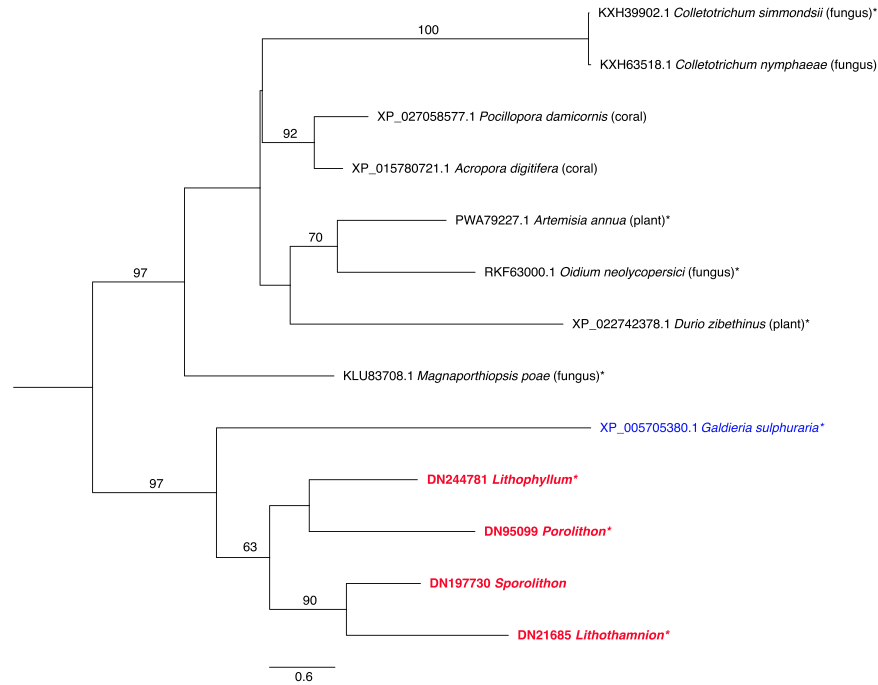 KXH39902.1 Colletotrichum simmondsii (fungus)*
100
KXH63518.1 Colletotrichum nymphaeae (fungus)
XP_027058577.1 Pocillopora damicornis (coral)
92
XP_015780721.1 Acropora digitifera (coral)
PWA79227.1 Artemisia annua (plant)*
70
RKF63000.1 Oidium neolycopersici (fungus)*
97
XP_022742378.1 Durio zibethinus (plant)*
KLU83708.1 Magnaporthiopsis poae (fungus)*
XP_005705380.1 Galdieria sulphuraria*
DN244781 Lithophyllum*
97
DN95099 Porolithon*
63
DN197730 Sporolithon
90
DN21685 Lithothamnion*
0.6